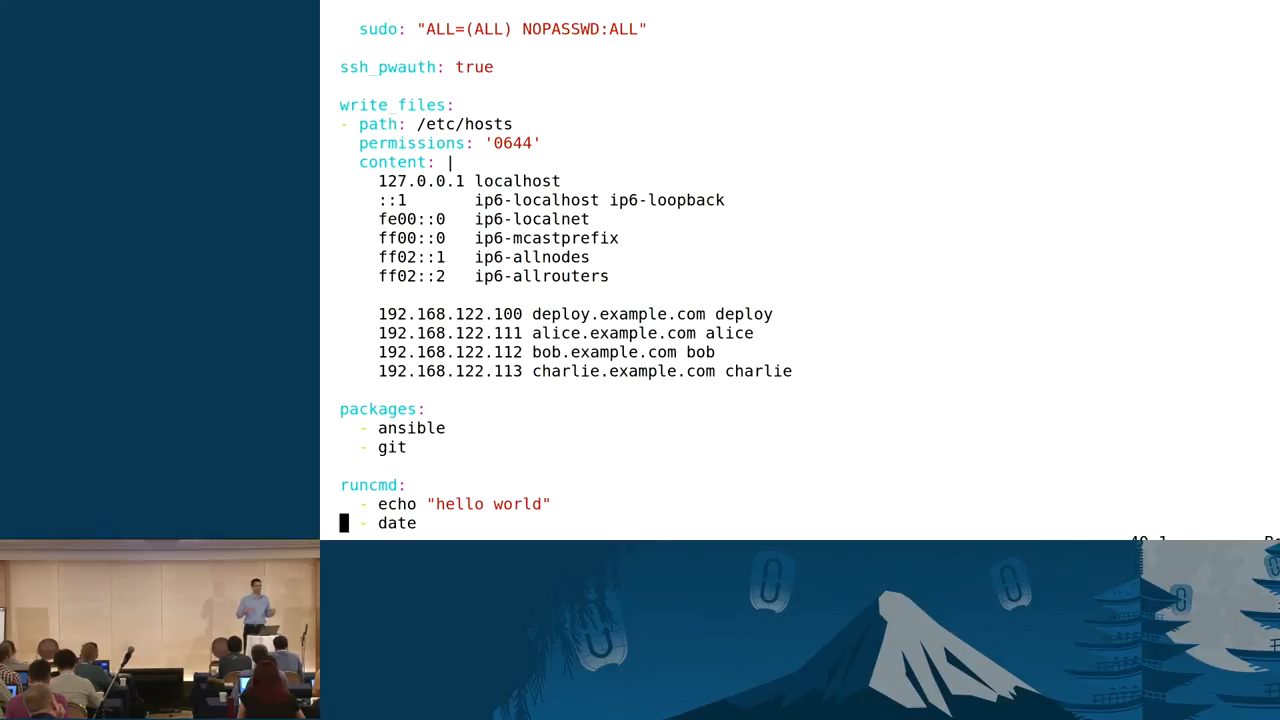 sudo: "ALL=(ALL) NOPASSWD:ALL"
ssh_pwauth: true
write_files:
- path: /etc/hosts
permissions: '0644'
content: |
127.0.0.1 localhost
::1       ip6-localhost ip6-loopback
fe00::0   ip6-localnet
ff00::0   ip6-mcastprefix
ff02::1   ip6-allnodes
ff02::2   ip6-allrouters
192.168.122.100 deploy.example.com deploy
192.168.122.111 alice.example.com alice
192.168.122.112 bob.example.com bob
192.168.122.113 charlie.example.com charlie
packages:
- ansible
- git
runcmd:
- echo "hello world"
- date